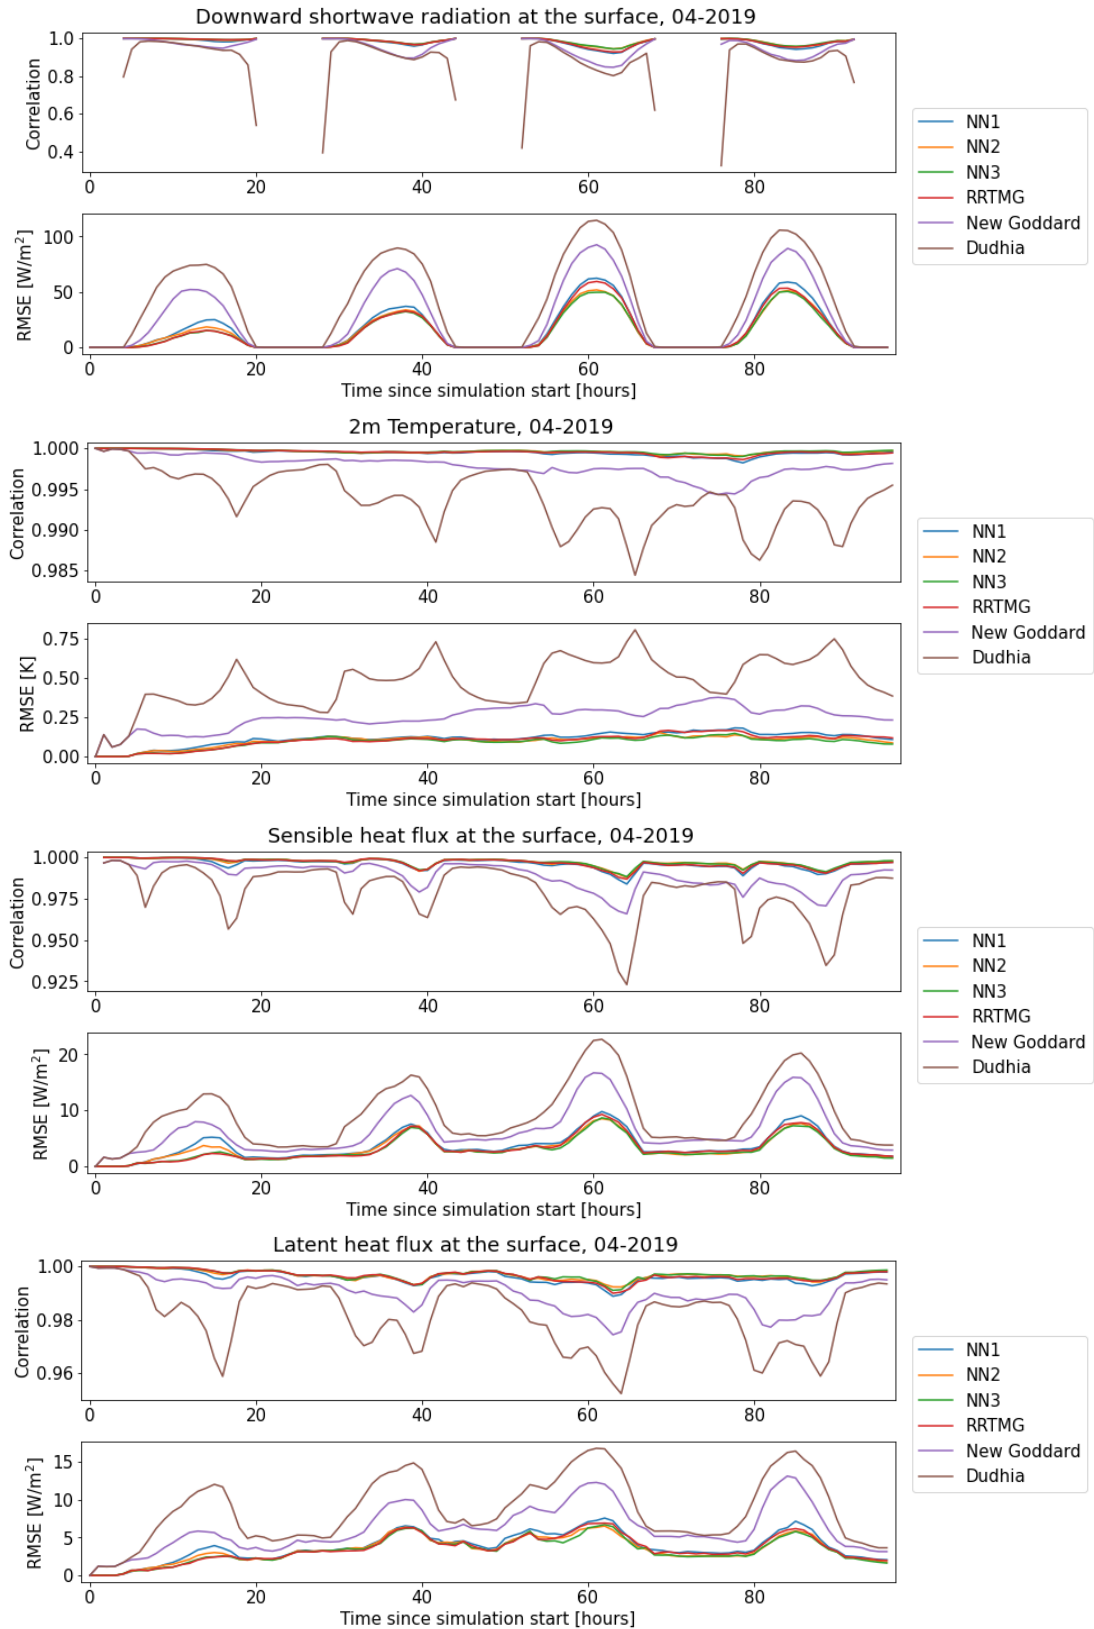 Downward shortwave radiation at the surface, 04-2019
Correlation
1.0
0.8
0.6
0.4
0 20 40 60 80
RMSE [W/m²]
100
50
0
0 20 40 60 80
Time since simulation start [hours]
NN1
NN2
NN3
RRTMG
New Goddard
Dudhia
2m Temperature, 04-2019
Correlation
1.000
0.995
0.990
0.985
0 20 40 60 80
RMSE [K]
0.75
0.50
0.25
0.00
0 20 40 60 80
Time since simulation start [hours]
NN1
NN2
NN3
RRTMG
New Goddard
Dudhia
Sensible heat flux at the surface, 04-2019
Correlation
1.000
0.975
0.950
0.925
0 20 40 60 80
RMSE [W/m²]
20
10
0
0 20 40 60 80
Time since simulation start [hours]
NN1
NN2
NN3
RRTMG
New Goddard
Dudhia
Latent heat flux at the surface, 04-2019
Correlation
1.00
0.98
0.96
0 20 40 60 80
RMSE [W/m²]
15
10
5
0
0 20 40 60 80
Time since simulation start [hours]
NN1
NN2
NN3
RRTMG
New Goddard
Dudhia